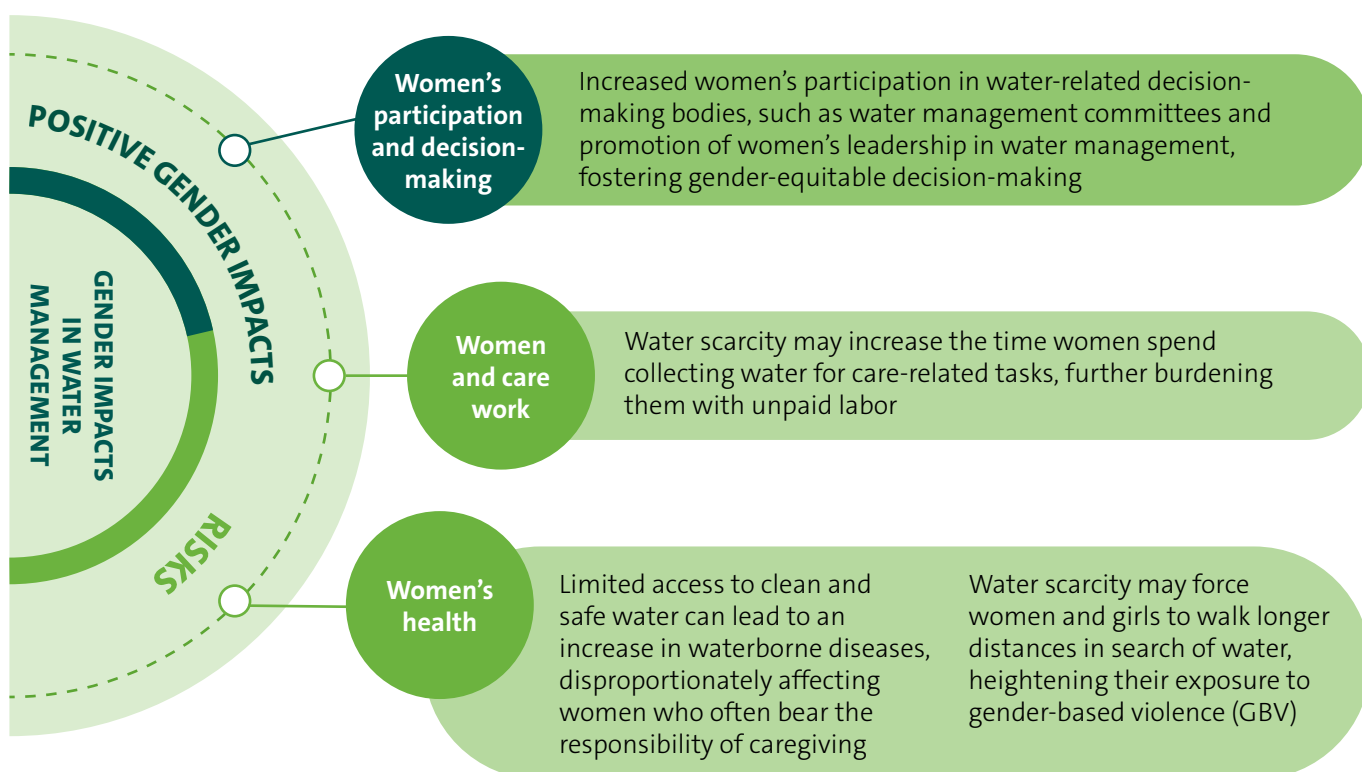 POSITIVE GENDER IMPACTS
GENDER IMPACTS
IN WATER
MANAGEMENT
RISKS
Women's
participation
and decision-
making
Increased women's participation in water-related decision-
making bodies, such as water management committees and
promotion of women's leadership in water management,
fostering gender-equitable decision-making
Women
and care
work
Water scarcity may increase the time women spend
collecting water for care-related tasks, further burdening
them with unpaid labor
Women's
health
Limited access to clean and
safe water can lead to an
increase in waterborne diseases,
disproportionately affecting
women who often bear the
responsibility of caregiving
Water scarcity may force
women and girls to walk longer
distances in search of water,
heightening their exposure to
gender-based violence (GBV)